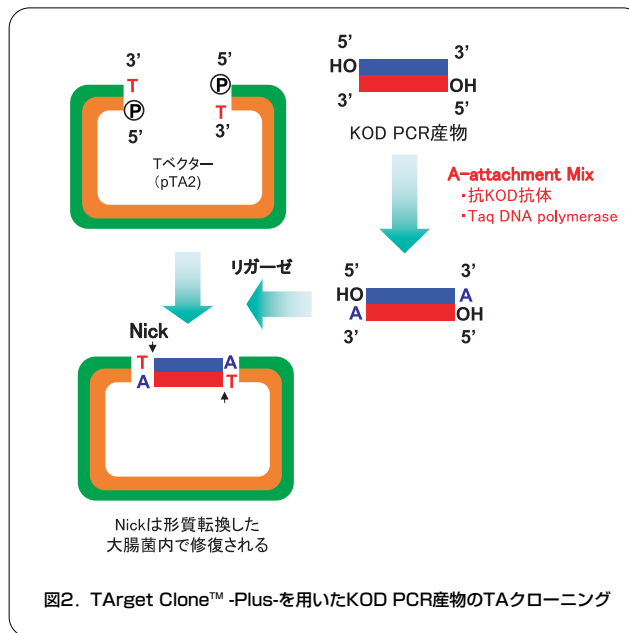 3’ 5’
T P
P T
5’ 3’
Tベクター
(pTA2)
5’ 3’
HO
OH
3’ 5’
KOD PCR産物
A-attachment Mix
・抗KOD抗体
・Taq DNA polymerase
リガーゼ
5’ 3’
HO A
A OH
3’ 5’
Nick
T A
A T
Nickは形質転換した
大腸菌内で修復される
図2. TArget Clone™ -Plus-を用いたKOD PCR産物のTAクローニング